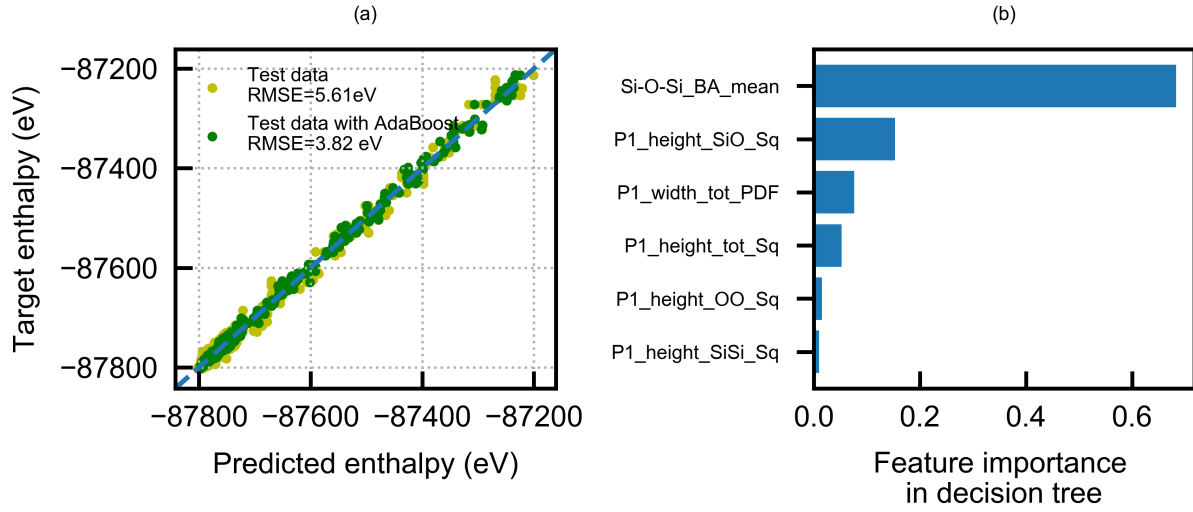 (a)
−87200
−87400
−87600
−87800
Target enthalpy (eV)
Test data
RMSE=5.61eV
Test data with AdaBoost
RMSE=3.82 eV
−87800
−87600
−87400
−87200
Predicted enthalpy (eV)
(b)
Si-O-Si_BA_mean
P1_height_SiO_Sq
P1_width_tot_PDF
P1_height_tot_Sq
P1_height_OO_Sq
P1_height_SiSi_Sq
0.0
0.2
0.4
0.6
Feature importance
in decision tree